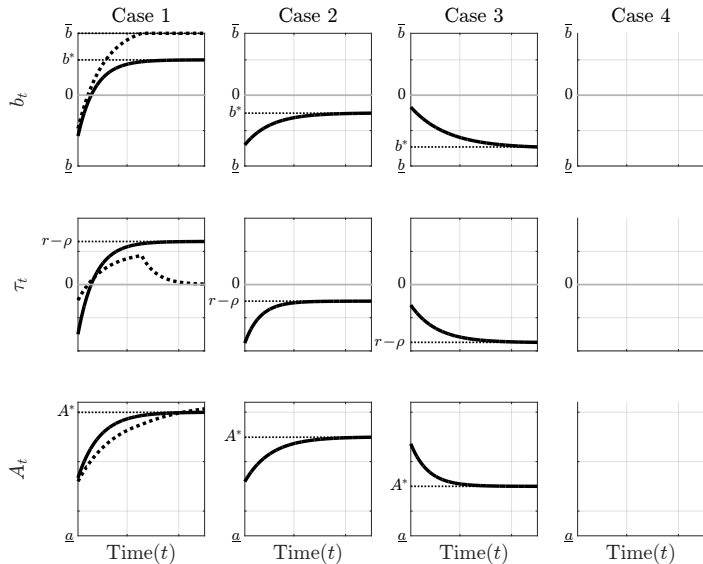 Case 1 Case 2 Case 3 Case 4
b̅ b̅ b̅ b̅
b*
0 0 0 0
b* b*
b̲ b̲ b̲ b̲
b_t
r−ρ
0 0 0 0
r−ρ r−ρ
τ_t
A* A* A*
a̲ a̲ a̲ a̲
A_t
Time(t) Time(t) Time(t) Time(t)